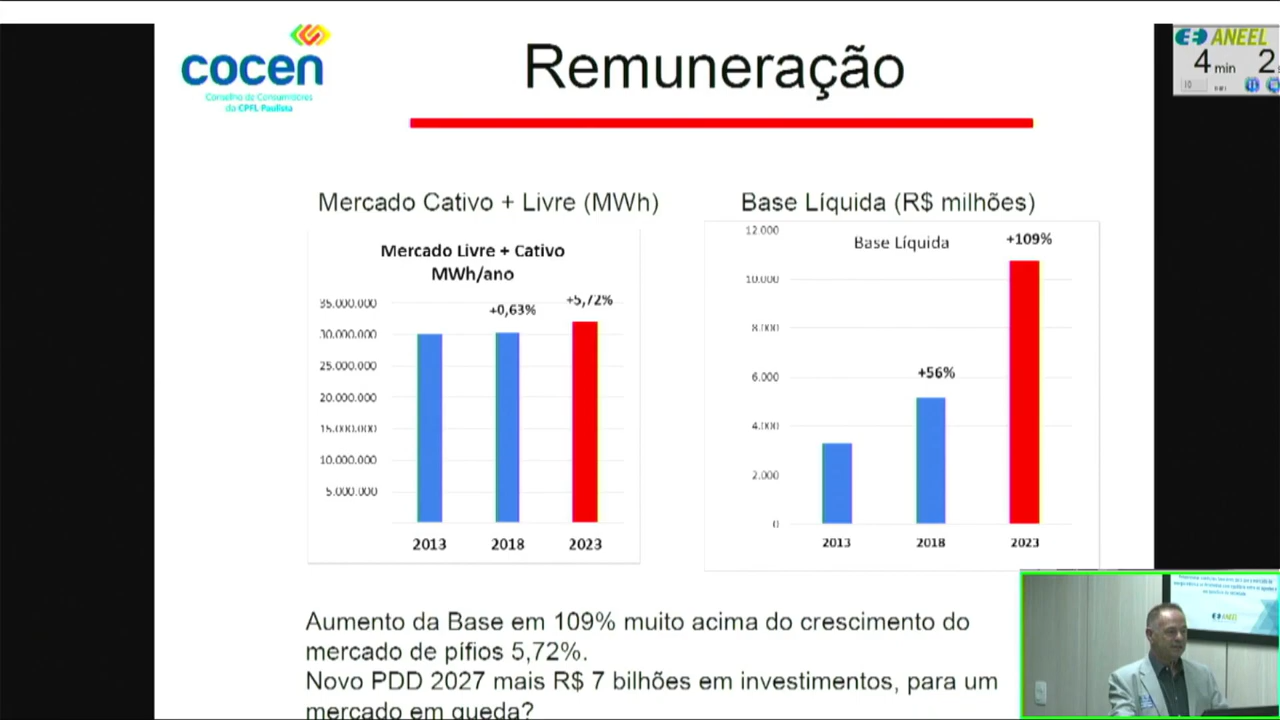 cocen
Conselho de Consumidores
da CPFL Paulista
Remuneração
ANEEL
4 min 2
10
Mercado Cativo + Livre (MWh)
Mercado Livre + Cativo
MWh/ano
35.000.000
30.000.000
25.000.000
20.000.000
15.000.000
10.000.000
5.000.000
+0,63%
+5,72%
2013
2018
2023
Base Líquida (R$ milhões)
Base Líquida
12.000
10.000
8.000
6.000
4.000
2.000
0
+56%
+109%
2013
2018
2023
Aumento da Base em 109% muito acima do crescimento do
mercado de pífios 5,72%.
Novo PDD 2027 mais R$ 7 bilhões em investimentos, para um
mercado em queda?
ANEEL